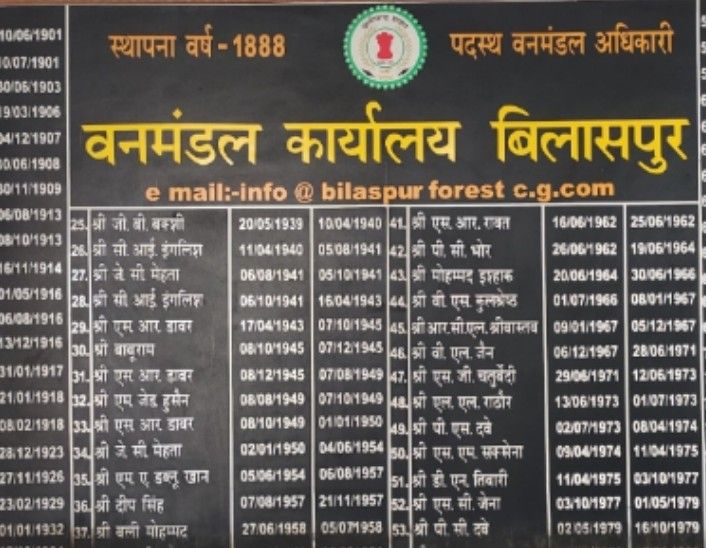 स्थापना वर्ष - 1888
पदस्थ वनमंडल अधिकारी
वनमंडल कार्यालय बिलासपुर
e mail:-info @ bilaspur forest c.g.com
10/06/1901
10/07/1901
30/06/1903
19/03/1906
04/12/1907
30/06/1908
30/11/1909
06/08/1913
08/10/1913
16/11/1914
01/05/1916
06/08/1916
13/12/1916
31/01/1917
21/01/1918
08/02/1918
28/12/1923
27/11/1926
23/02/1929
01/01/1932
25. श्री जी. बी. बक्शी 20/05/1939 10/04/1940
26. श्री सी. आई. इंगलिश 11/04/1940 05/08/1941
27. श्री जे. सी. मेहता 06/08/1941 05/10/1941
28. श्री सी आई. इंगलिश 06/10/1941 16/04/1943
29. श्री एम. आर. डावर 17/04/1943 07/10/1945
30. श्री बाबूराम 08/10/1945 07/12/1945
31. श्री एस. आर. डावर 08/12/1945 07/08/1949
32. श्री एम जेड हुसैन 08/08/1949 07/10/1949
33. श्री एस. आर डावर 08/10/1949 01/01/1950
34. श्री जे. सी मेहता 02/01/1950 04/06/1954
35. श्री एम. ए. डब्लू खान 05/06/1954 06/08/1957
36. श्री दीप सिंह 07/08/1957 21/11/1957
37. श्री बली मोहम्मद 27/06/1958 05/07/1958
41. श्री एस. आर. रावत 16/06/1962 25/06/1962
42. श्री पी. सी. भोर 26/06/1962 19/06/1964
43. श्री मोहम्मद इश्हाक 20/06/1964 30/06/1966
44. श्री वी. एस. कुलश्रेष्ठ 01/07/1966 08/01/1967
45. श्री आर.सी.एल. श्रीवास्तव 09/01/1967 05/12/1967
46. श्री वी. एल. जैन 06/12/1967 28/06/1971
47. श्री एस. जी. चतुर्वेदी 29/06/1971 12/06/1973
48. श्री एल. एल. राठौर 13/06/1973 01/07/1973
49. श्री पी. एस. दवे 02/07/1973 08/04/1974
50. श्री एस. एम. सक्सेना 09/04/1974 11/04/1975
51. श्री डी. एन. तिवारी 11/04/1975 03/10/1977
52. श्री एस. सी. जेना 03/10/1977 01/05/1979
53. श्री पी. सी. दवे 02/05/1979 16/10/1979